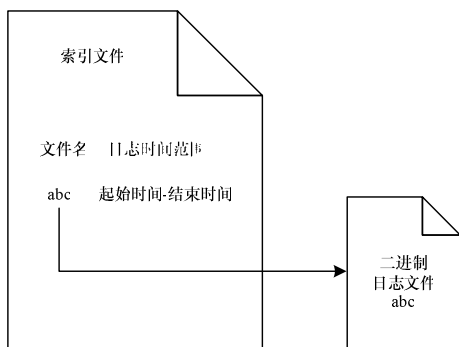 索引文件
文件名 日志时间范围
abc 起始时间-结束时间
二进制
日志文件
abc